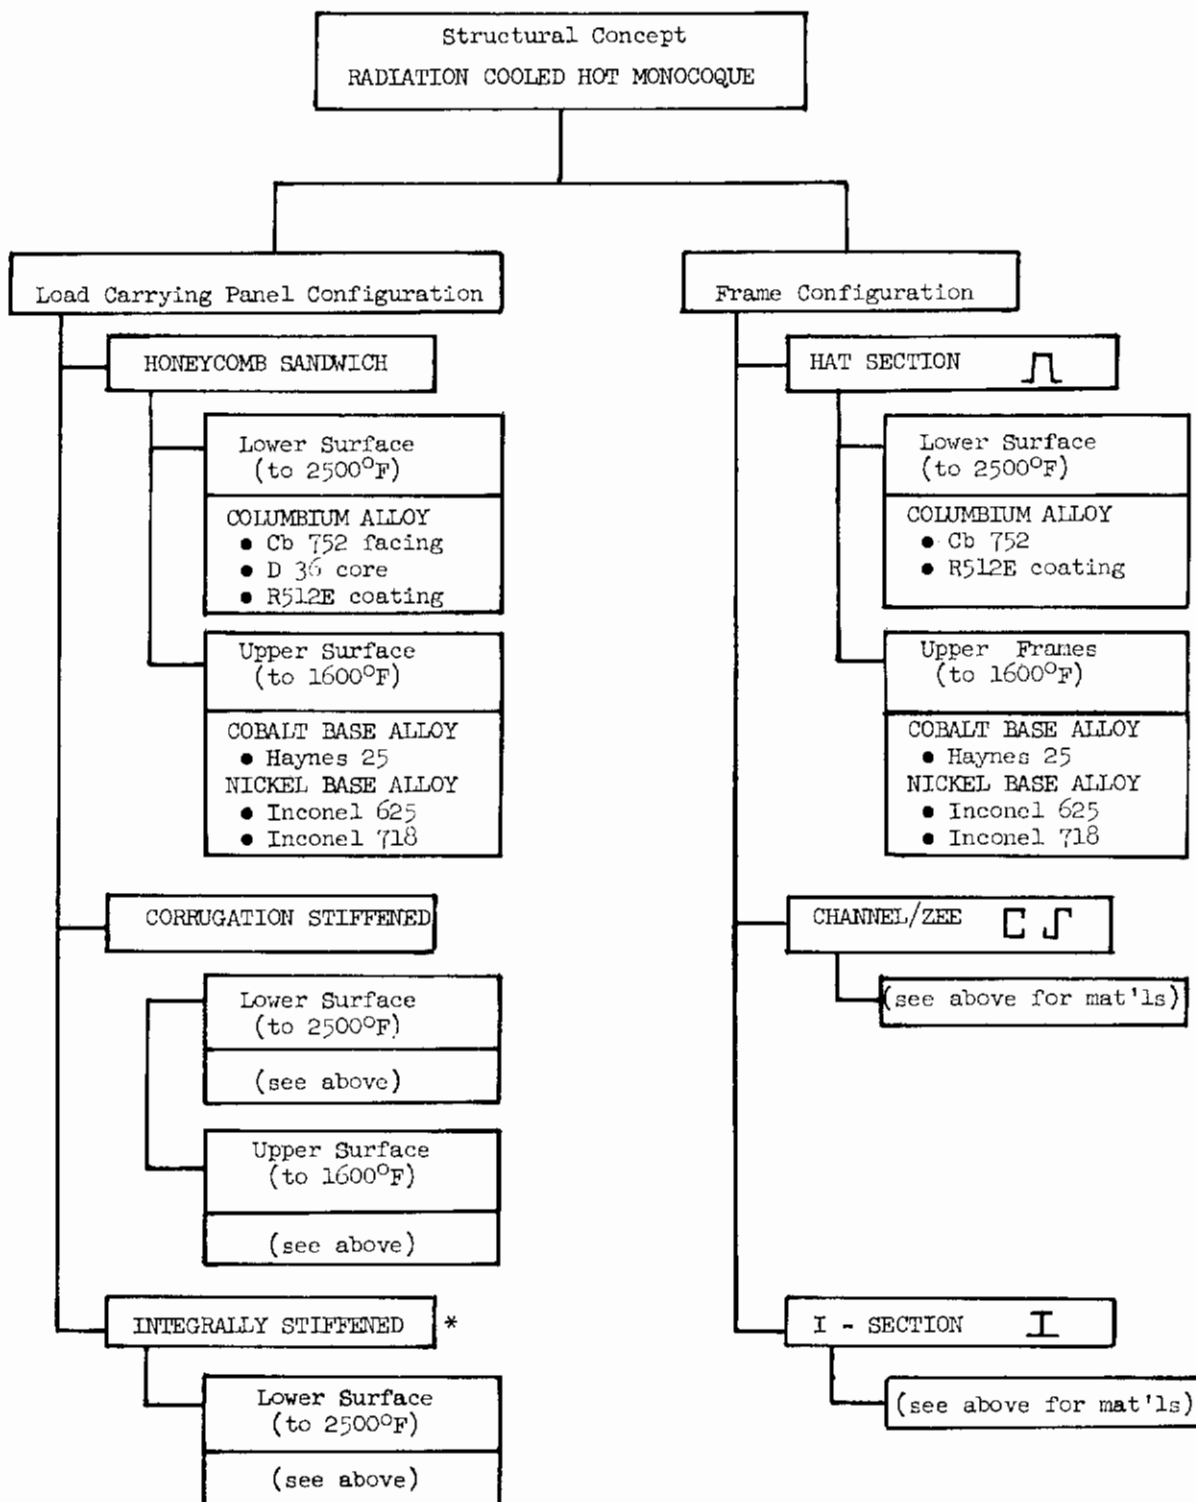 Structural Concept
RADIATION COOLED HOT MONOCOQUE
Load Carrying Panel Configuration
HONEYCOMB SANDWICH
Lower Surface
(to 2500°F)
COLUMBIUM ALLOY
• Cb 752 facing
• D 36 core
• R512E coating
Upper Surface
(to 1600°F)
COBALT BASE ALLOY
• Haynes 25
NICKEL BASE ALLOY
• Inconel 625
• Inconel 718
CORRUGATION STIFFENED
Lower Surface
(to 2500°F)
(see above)
Upper Surface
(to 1600°F)
(see above)
INTEGRALLY STIFFENED *
Lower Surface
(to 2500°F)
(see above)
Frame Configuration
HAT SECTION
Lower Surface
(to 2500°F)
COLUMBIUM ALLOY
• Cb 752
• R512E coating
Upper Frames
(to 1600°F)
COBALT BASE ALLOY
• Haynes 25
NICKEL BASE ALLOY
• Inconel 625
• Inconel 718
CHANNEL/ZEE
(see above for mat'ls)
I - SECTION
(see above for mat'ls)